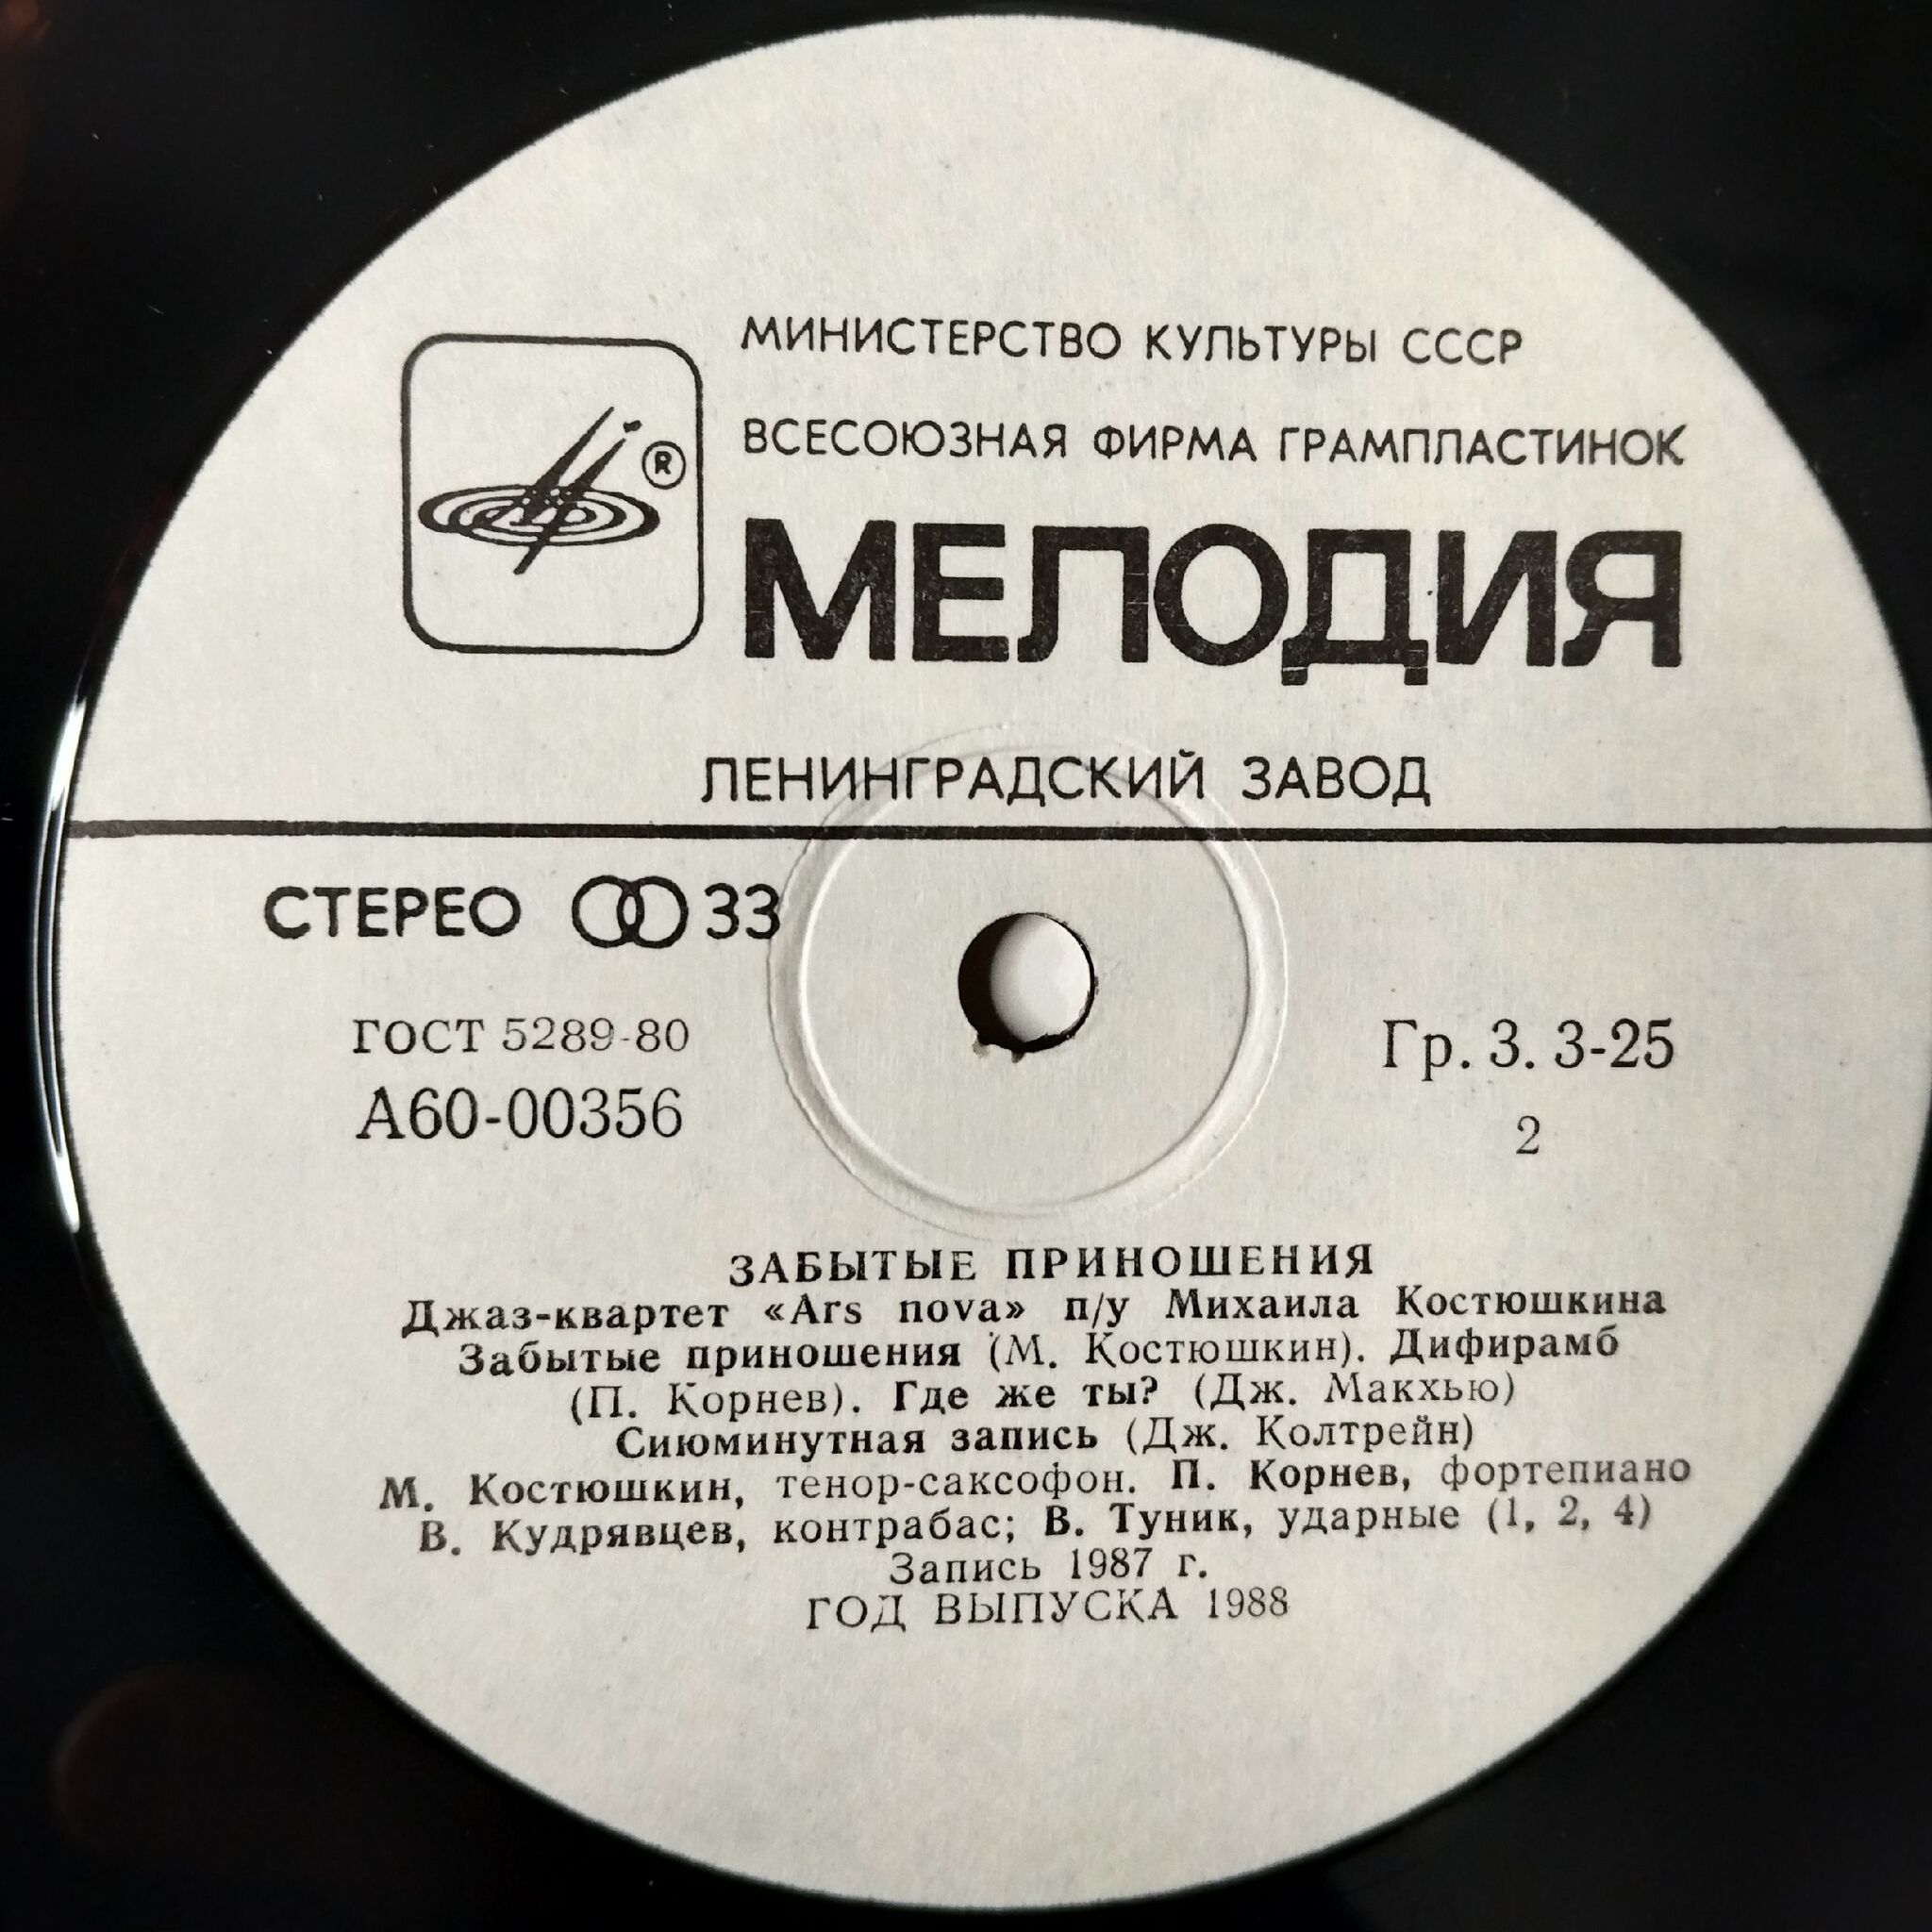 МИНИСТЕРСТВО КУЛЬТУРЫ СССР
ВСЕСОЮЗНАЯ ФИРМА ГРАМПЛАСТИНОК
®
МЕЛОДИЯ
ЛЕНИНГРАДСКИЙ ЗАВОД
СТЕРЕО 33
ГОСТ 5289-80
А60-00356
Гр. 3. 3-25
2
ЗАБЫТЫЕ ПРИНОШЕНИЯ
Джаз-квартет «Ars nova» п/у Михаила Костюшкина
Забытые приношения (М. Костюшкин). Дифирамб
(П. Корнев). Где же ты? (Дж. Макхью)
Сиюминутная запись (Дж. Колтрейн)
М. Костюшкин, тенор-саксофон. П. Корнев, фортепиано
В. Кудрявцев, контрабас; В. Туник, ударные (1, 2, 4)
Запись 1987 г.
ГОД ВЫПУСКА 1988